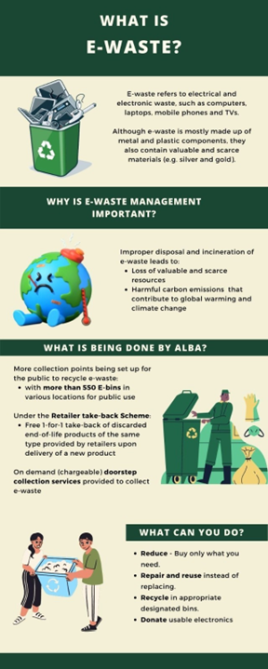 WHAT IS
E-WASTE?
E-waste refers to electrical and
electronic waste, such as computers,
laptops, mobile phones and TVs.
Although e-waste is mostly made up of
metal and plastic components, they
also contain valuable and scarce
materials (e.g. silver and gold).
WHY IS E-WASTE MANAGEMENT
IMPORTANT?
Improper disposal and incineration of
e-waste leads to:
• Loss of valuable and scarce
resources
• Harmful carbon emissions that
contribute to global warming and
climate change
WHAT IS BEING DONE BY ALBA?
More collection points being set up for
the public to recycle e-waste:
• with more than 550 E-bins in
various locations for public use
Under the Retailer take-back Scheme:
• Free 1-for-1 take-back of discarded
end-of-life products of the same
type provided by retailers upon
delivery of a new product
On demand (chargeable) doorstep
collection services provided to collect
e-waste
WHAT CAN YOU DO?
• Reduce - Buy only what you
need.
• Repair and reuse instead of
replacing.
• Recycle in appropriate
designated bins.
• Donate usable electronics